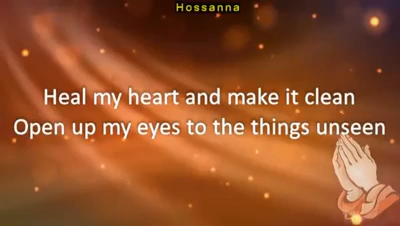 Hossanna
Heal my heart and make it clean
Open up my eyes to the things unseen